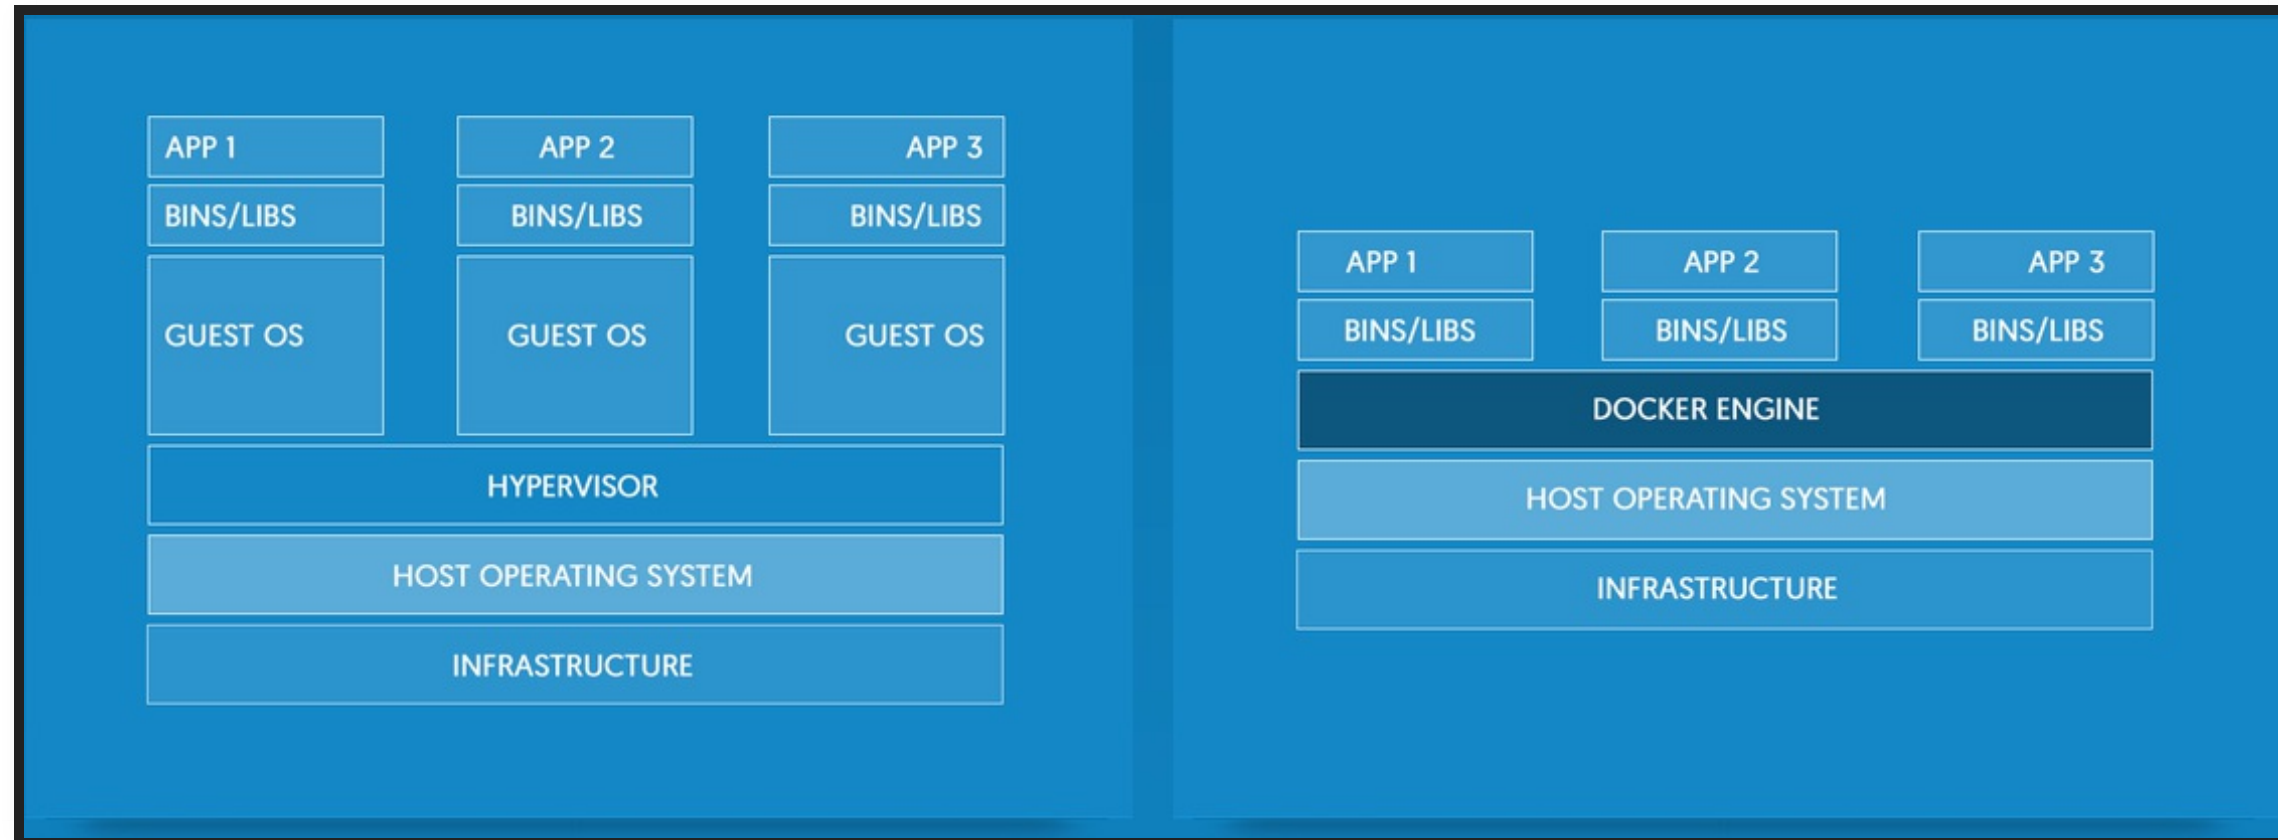 APP 1
APP 2
APP 3
BINS/LIBS
BINS/LIBS
BINS/LIBS
GUEST OS
GUEST OS
GUEST OS
HYPERVISOR
HOST OPERATING SYSTEM
INFRASTRUCTURE
APP 1
APP 2
APP 3
BINS/LIBS
BINS/LIBS
BINS/LIBS
DOCKER ENGINE
HOST OPERATING SYSTEM
INFRASTRUCTURE